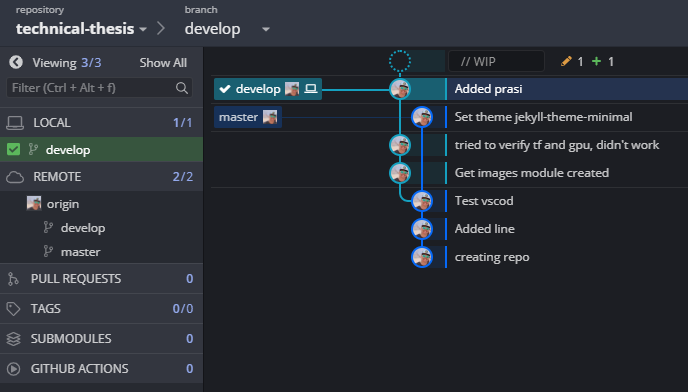 repository
technical-thesis
branch
develop
Viewing 3/3 Show All
Filter (Ctrl + Alt + f)
LOCAL 1/1
develop
REMOTE 2/2
origin
develop
master
PULL REQUESTS 0
TAGS 0/0
SUBMODULES 0
GITHUB ACTIONS 0
// WIP 1 + 1
develop Added prasi
master Set theme jekyll-theme-minimal
tried to verify tf and gpu, didn't work
Get images module created
Test vscod
Added line
creating repo